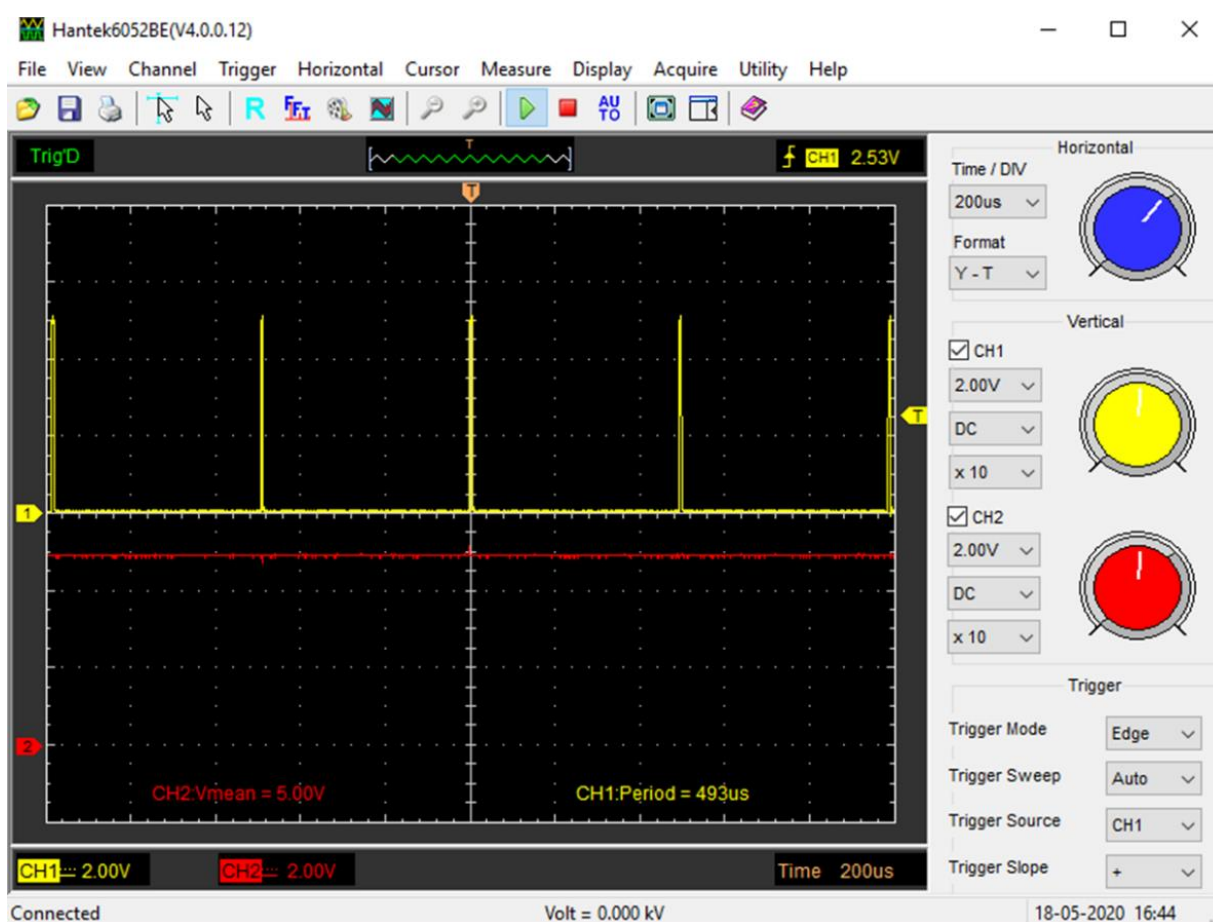 Hantek6052BE(V4.0.0.12)
File View Channel Trigger Horizontal Cursor Measure Display Acquire Utility Help
R FFT AUTO
Trig'D T CH1 2.53V
T
T
1
2
CH2:Vmean = 5.00V CH1:Period = 493us
CH1 2.00V CH2 2.00V Time 200us
Horizontal
Time / DIV
200us
Format
Y - T
Vertical
CH1
2.00V
DC
x 10
CH2
2.00V
DC
x 10
Trigger
Trigger Mode Edge
Trigger Sweep Auto
Trigger Source CH1
Trigger Slope +
Connected Volt = 0.000 kV 18-05-2020 16:44